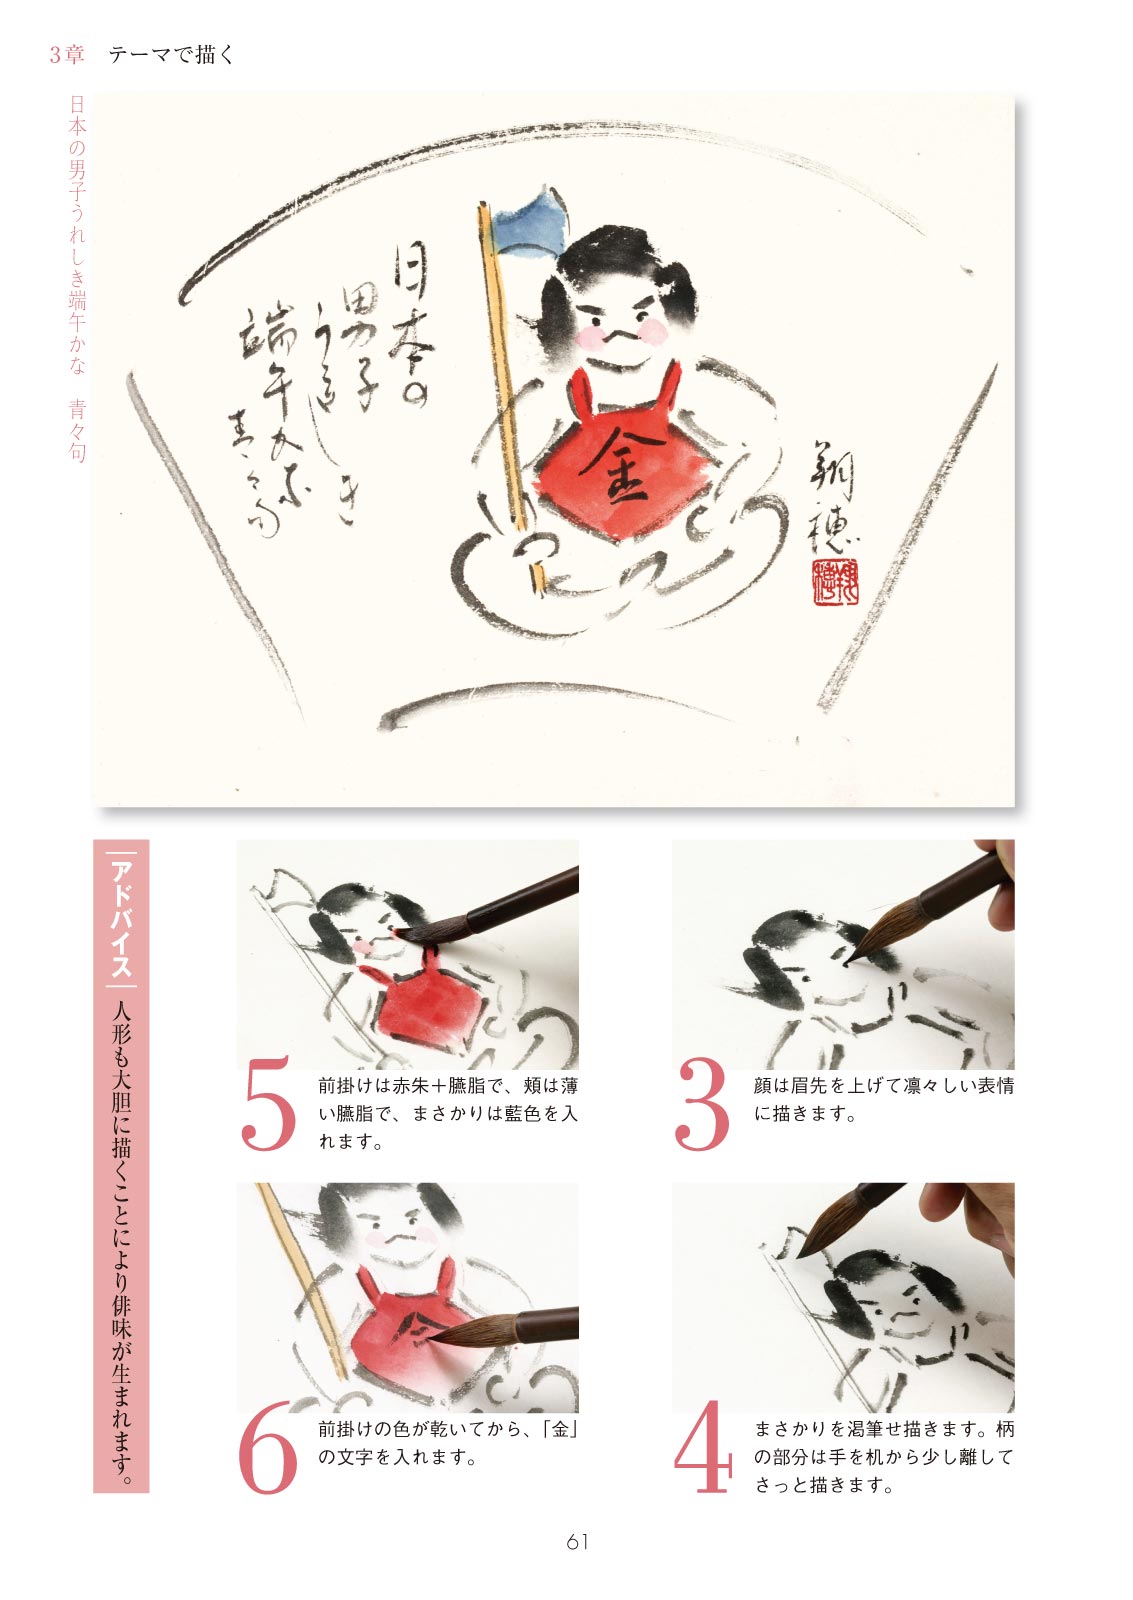 3章 テーマで描く
日本の男子うれしき端午かな 青々句
日本の
男子
うれしき
端午かな
青々句
翔穂
3
顔は眉先を上げて凛々しい表情
に描きます。
4
まさかりを渇筆せ描きます。柄
の部分は手を机から少し離して
さっと描きます。
5
前掛けは赤朱+臙脂で、頬は薄
い臙脂で、まさかりは藍色を入
れます。
6
前掛けの色が乾いてから、「金」
の文字を入れます。
アドバイス 人形も大胆に描くことにより俳味が生まれます。
金
61